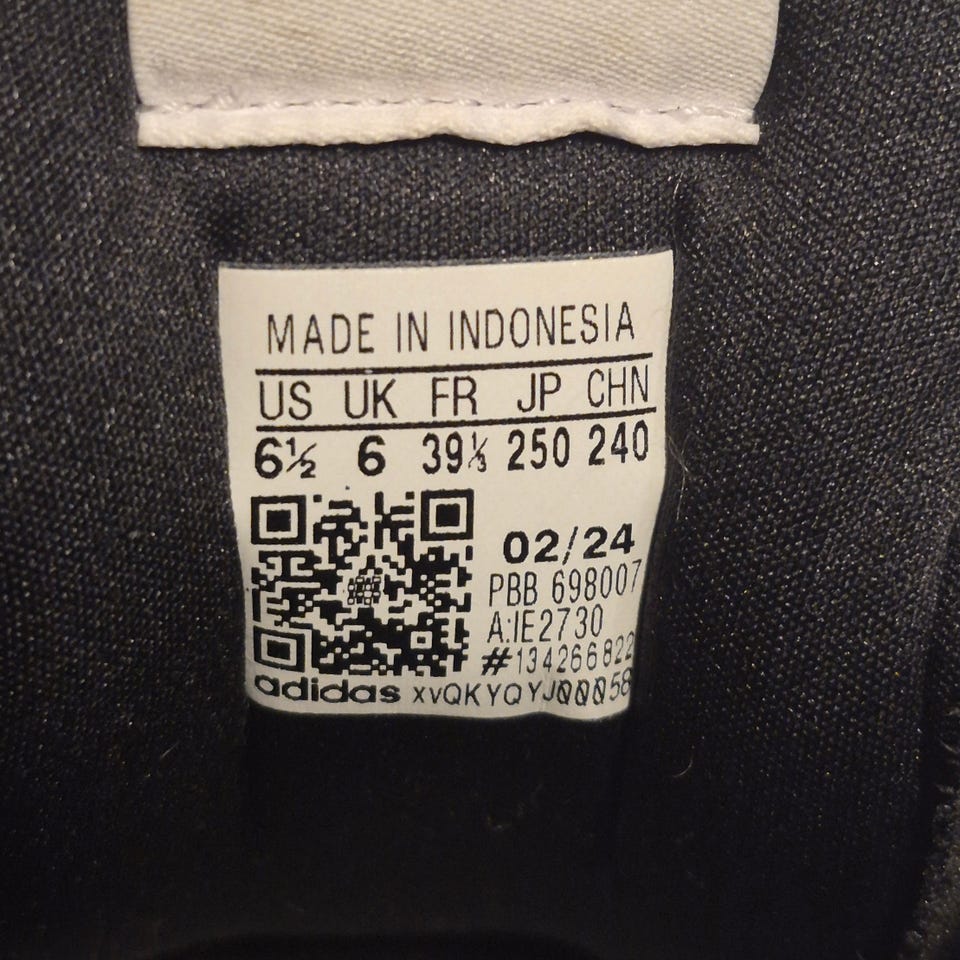 MADE IN INDONESIA
US UK FR JP CHN
6½ 6 39⅓ 250 240
02/24
PBB 698007
A:IE2730
#134266822
adidas XVQKYQYJ000058